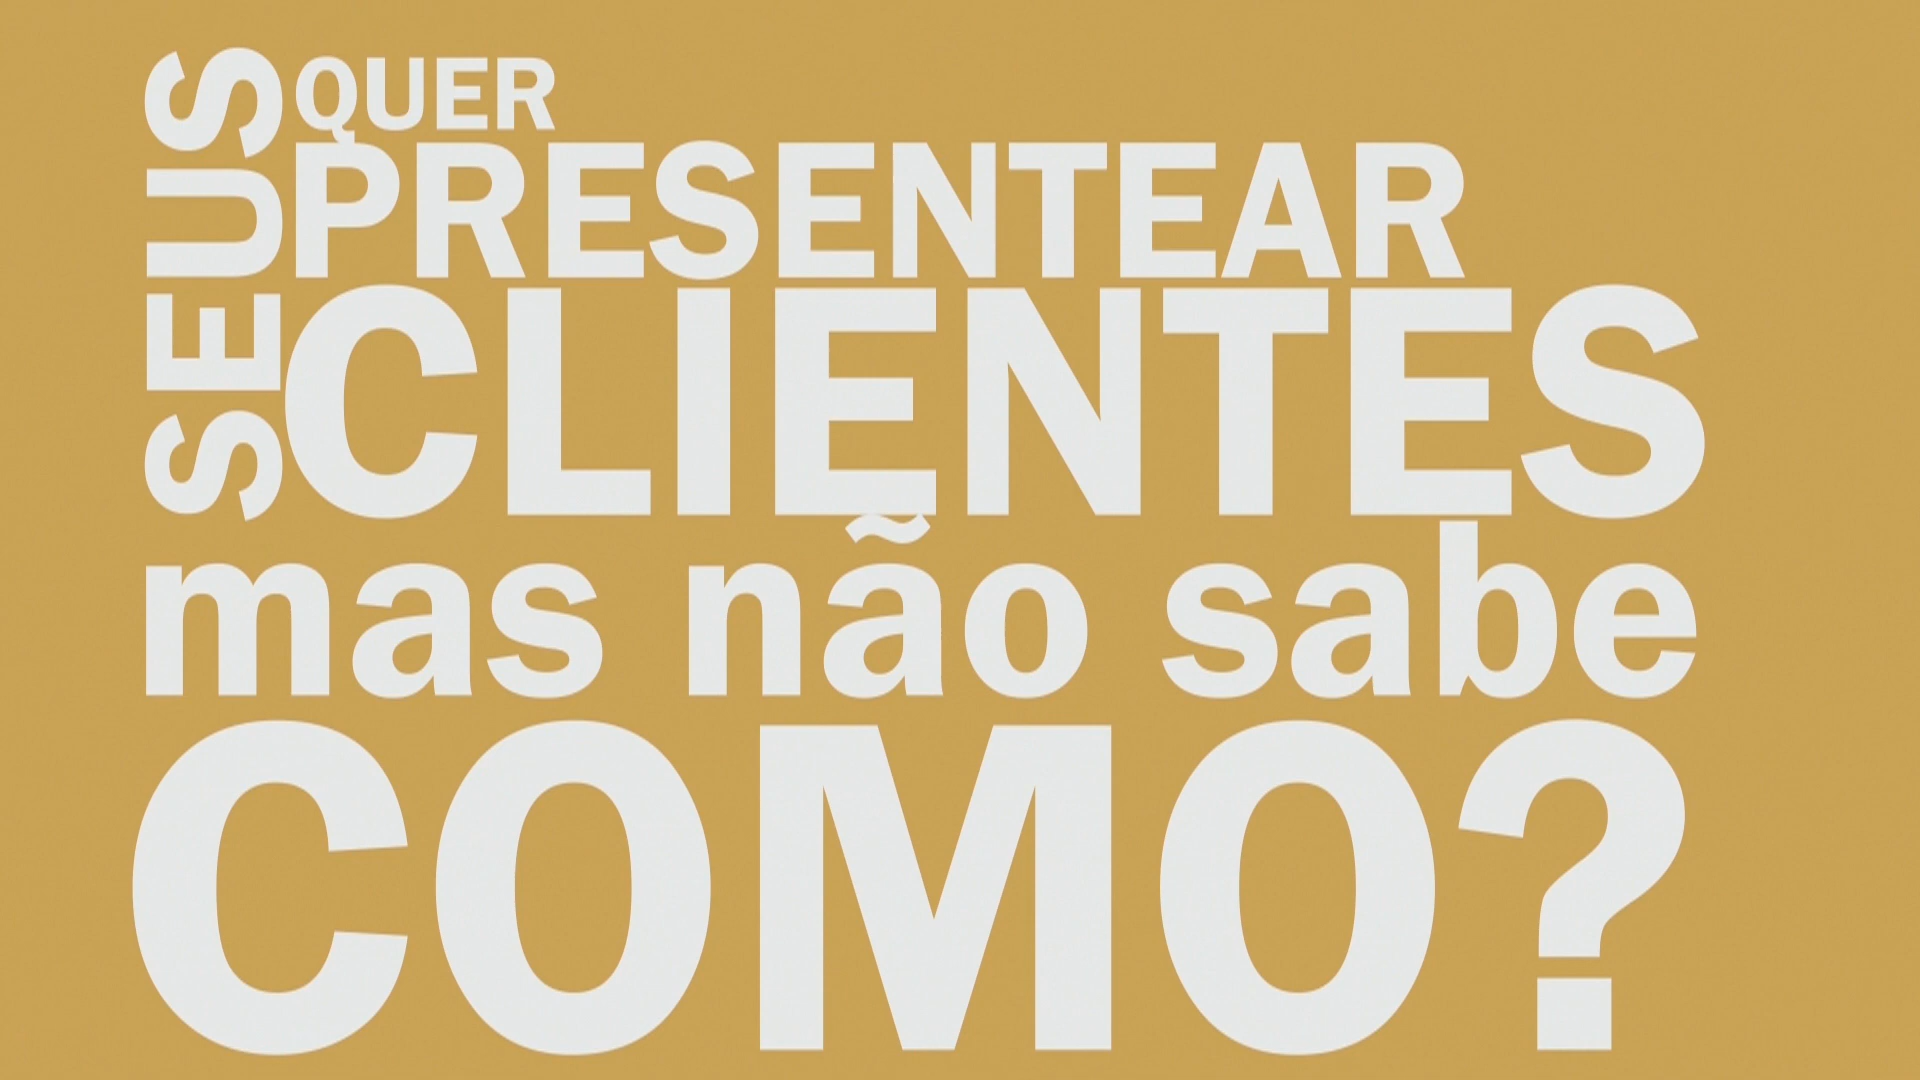 QUER
PRESENTEAR
SEUS
CLIENTES
mas não sabe
COMO?